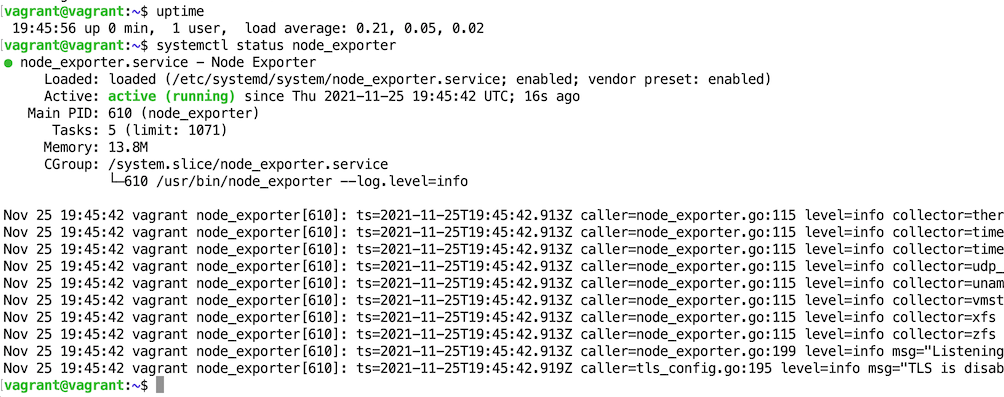 vagrant@vagrant:~$ uptime
 19:45:56 up 0 min,  1 user,  load average: 0.21, 0.05, 0.02
vagrant@vagrant:~$ systemctl status node_exporter
● node_exporter.service - Node Exporter
     Loaded: loaded (/etc/systemd/system/node_exporter.service; enabled; vendor preset: enabled)
     Active: active (running) since Thu 2021-11-25 19:45:42 UTC; 16s ago
   Main PID: 610 (node_exporter)
      Tasks: 5 (limit: 1071)
     Memory: 13.8M
     CGroup: /system.slice/node_exporter.service
             └─610 /usr/bin/node_exporter --log.level=info

Nov 25 19:45:42 vagrant node_exporter[610]: ts=2021-11-25T19:45:42.913Z caller=node_exporter.go:115 level=info collector=ther
Nov 25 19:45:42 vagrant node_exporter[610]: ts=2021-11-25T19:45:42.913Z caller=node_exporter.go:115 level=info collector=time
Nov 25 19:45:42 vagrant node_exporter[610]: ts=2021-11-25T19:45:42.913Z caller=node_exporter.go:115 level=info collector=time
Nov 25 19:45:42 vagrant node_exporter[610]: ts=2021-11-25T19:45:42.913Z caller=node_exporter.go:115 level=info collector=udp_
Nov 25 19:45:42 vagrant node_exporter[610]: ts=2021-11-25T19:45:42.913Z caller=node_exporter.go:115 level=info collector=unam
Nov 25 19:45:42 vagrant node_exporter[610]: ts=2021-11-25T19:45:42.913Z caller=node_exporter.go:115 level=info collector=vmst
Nov 25 19:45:42 vagrant node_exporter[610]: ts=2021-11-25T19:45:42.913Z caller=node_exporter.go:115 level=info collector=xfs
Nov 25 19:45:42 vagrant node_exporter[610]: ts=2021-11-25T19:45:42.913Z caller=node_exporter.go:115 level=info collector=zfs
Nov 25 19:45:42 vagrant node_exporter[610]: ts=2021-11-25T19:45:42.913Z caller=node_exporter.go:199 level=info msg="Listening
Nov 25 19:45:42 vagrant node_exporter[610]: ts=2021-11-25T19:45:42.919Z caller=tls_config.go:195 level=info msg="TLS is disab
vagrant@vagrant:~$